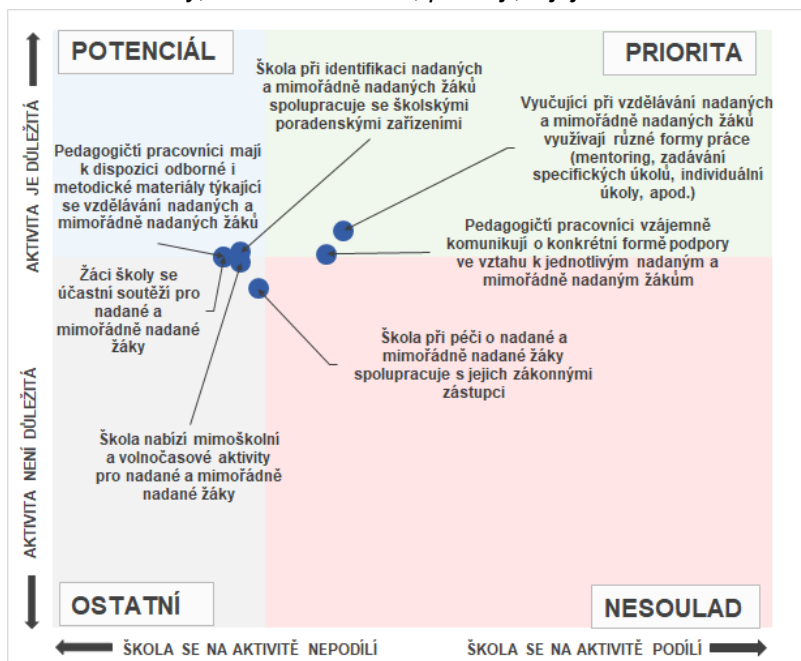 POTENCIÁL
PRIORITA
Škola při identifikaci nadaných
a mimořádně nadaných žáků
spolupracuje se školskými
poradenskými zařízeními
Vyučující při vzdělávání nadaných
a mimořádně nadaných žáků
využívají různé formy práce
(mentoring, zadávání
specifických úkolů, individuální
úkoly, apod.)
Pedagogičtí pracovníci mají
k dispozici odborné i
metodické materiály týkající
se vzdělávání nadaných a
mimořádně nadaných žáků
Pedagogičtí pracovníci vzájemně
komunikují o konkrétní formě podpory
ve vztahu k jednotlivým nadaným a
mimořádně nadaným žákům
Žáci školy se
účastní soutěží pro
nadané a
mimořádně nadané
žáky
Škola při péči o nadané a
mimořádně nadané žáky
spolupracuje s jejich zákonnými
zástupci
Škola nabízí mimoškolní
a volnočasové aktivity
pro nadané a mimořádně
nadané žáky
AKTIVITA JE DŮLEŽITÁ
AKTIVITA NENÍ DŮLEŽITÁ
OSTATNÍ
NESOULAD
ŠKOLA SE NA AKTIVITĚ NEPODÍLÍ
ŠKOLA SE NA AKTIVITĚ PODÍLÍ